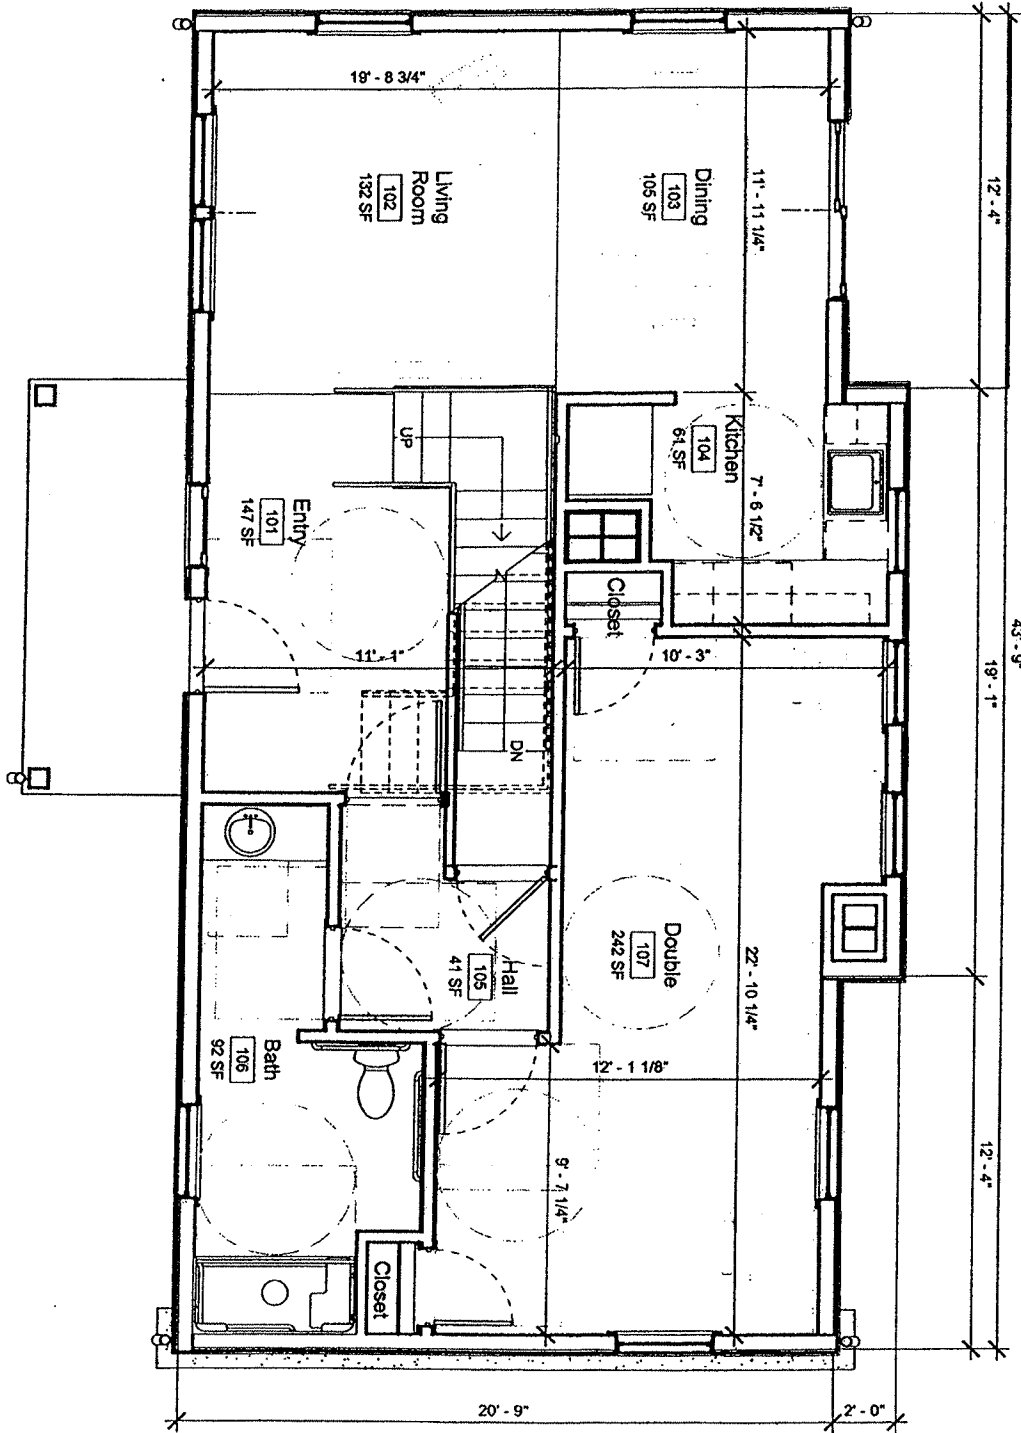 19' - 8 3/4"
Living
Room
102
132 SF
Dining
103
105 SF
11' - 11 1/4"
12' - 4"
UP
Kitchen
104
61 SF
7' - 6 1/2"
Entry
101
147 SF
Closet
11' - 1"
10' - 3"
43' - 9"
19' - 1"
DN
Double
107
242 SF
22' - 10 1/4"
Hall
105
41 SF
Bath
106
92 SF
12' - 1 1/8"
9' - 7 1/4"
12' - 4"
Closet
20' - 9"
2' - 0"